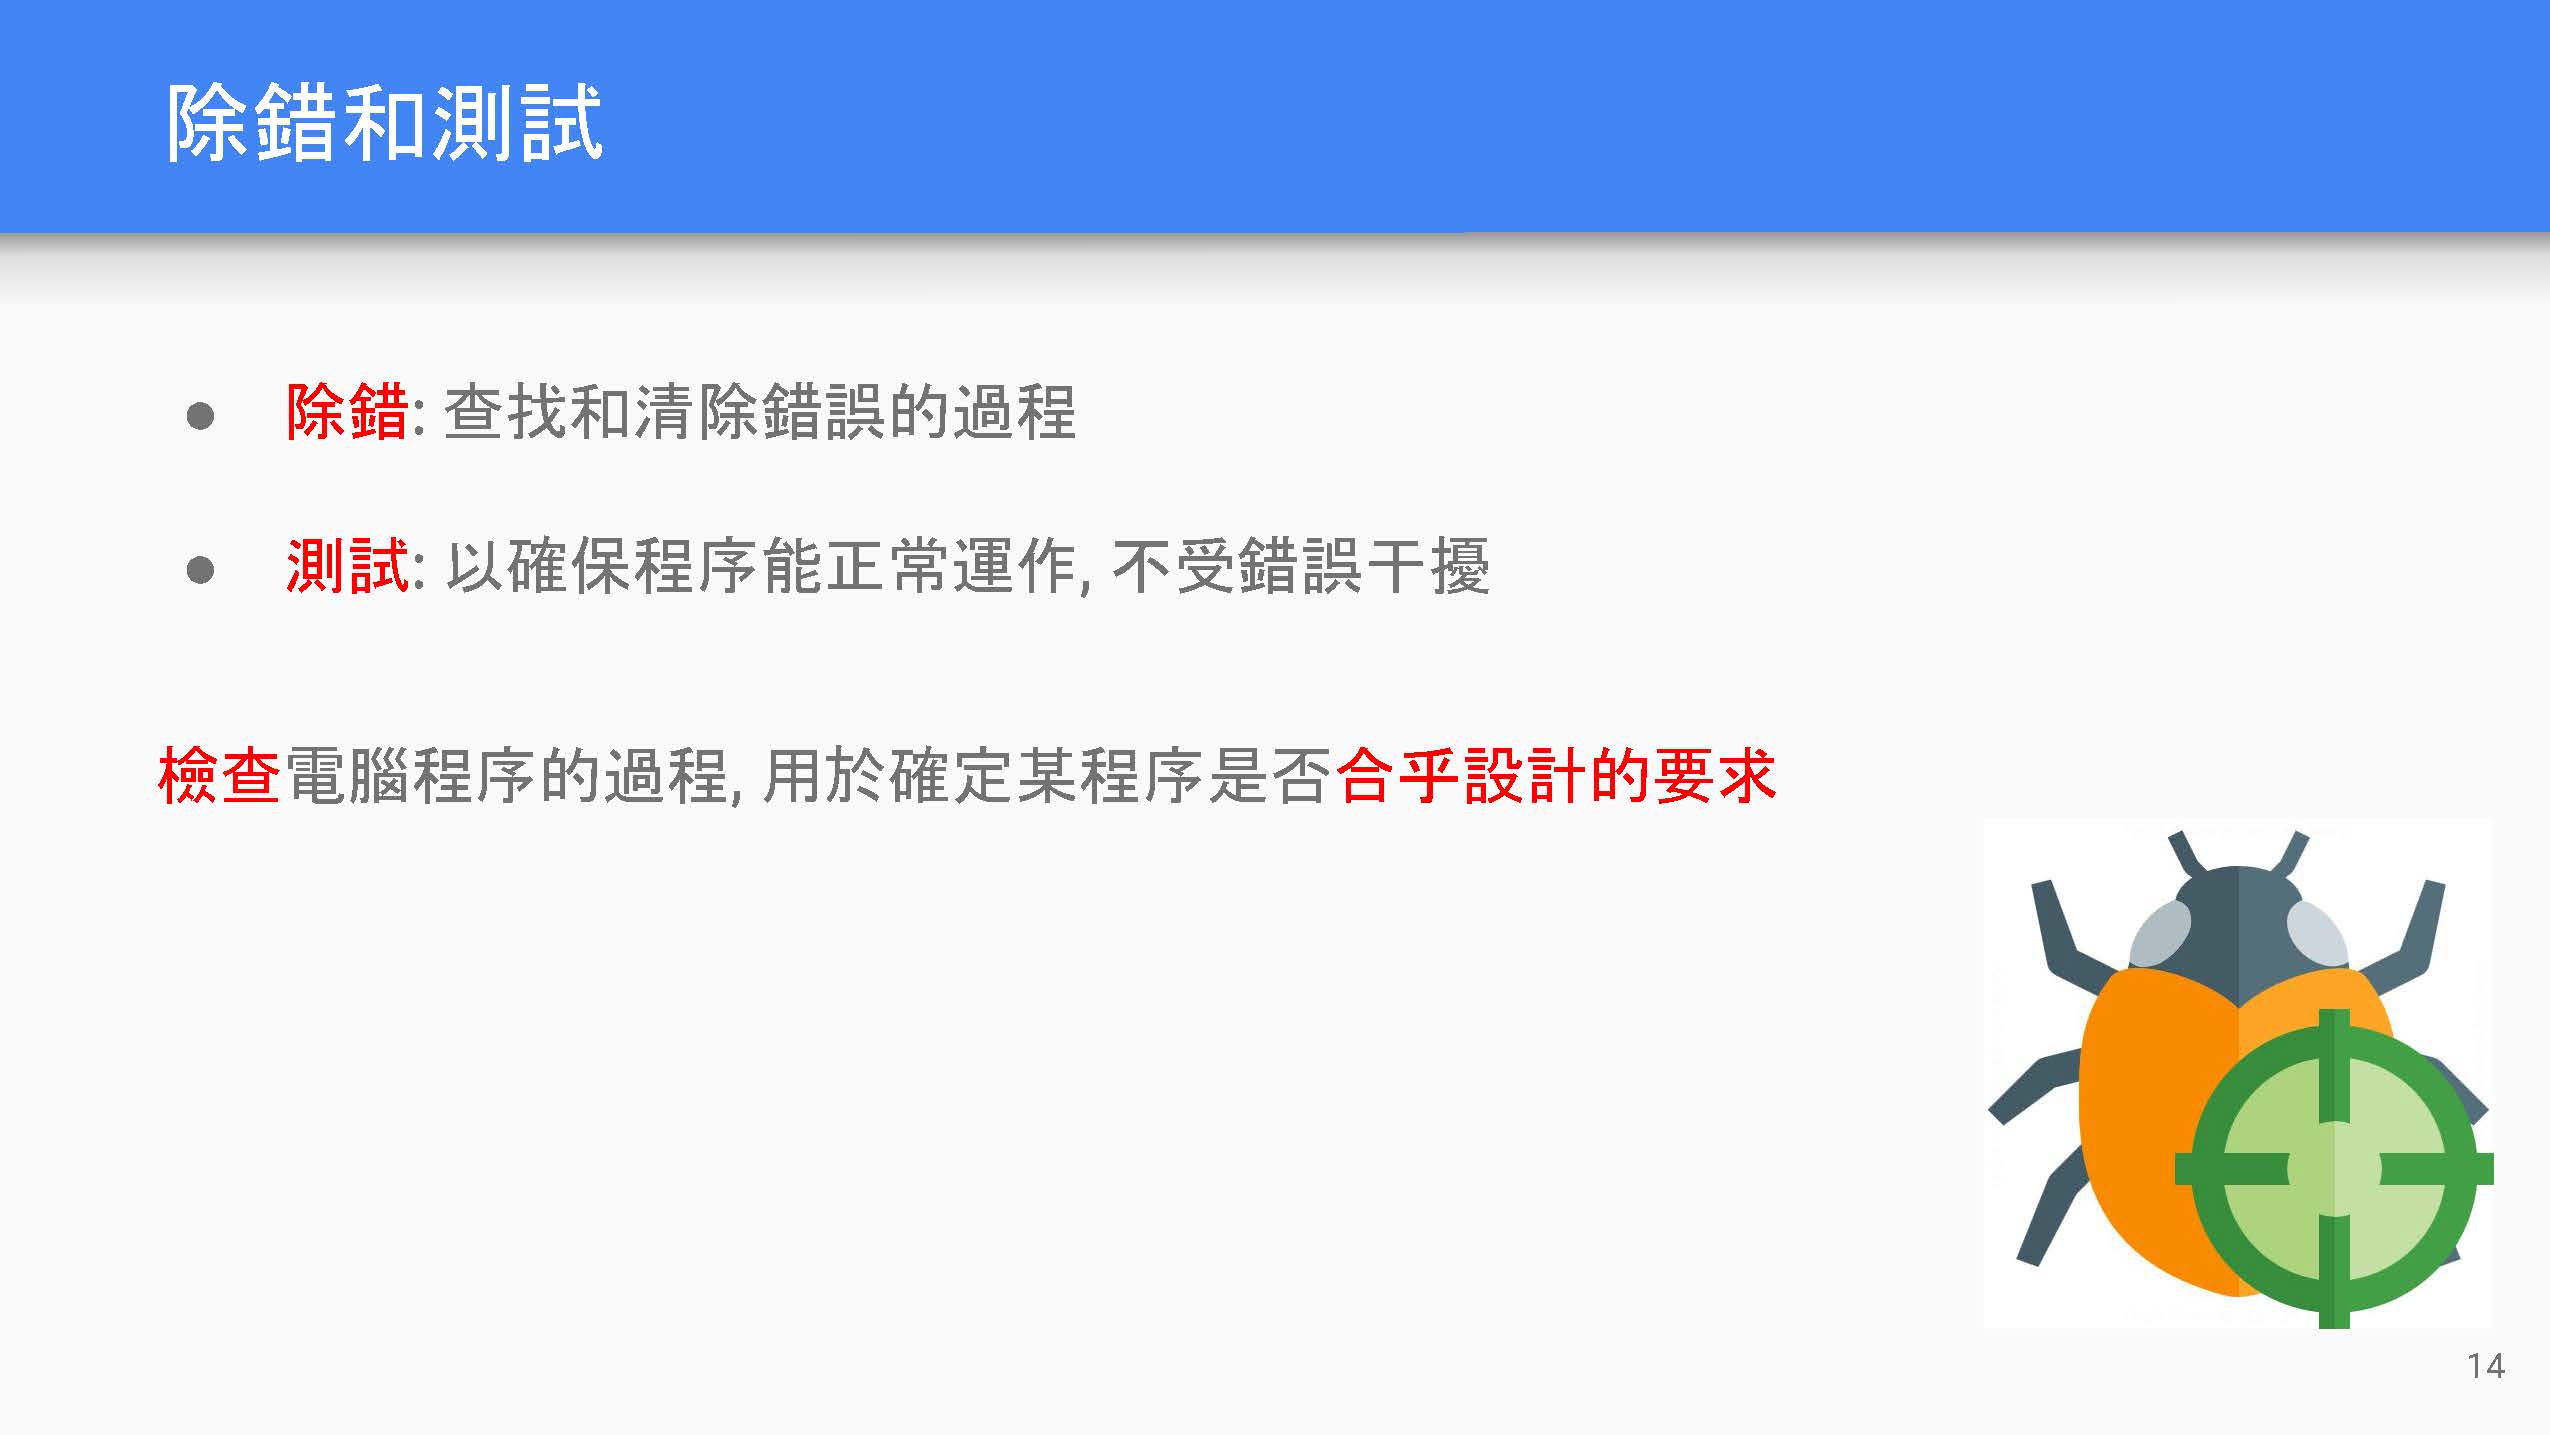 除錯和測試
● 除錯: 查找和清除錯誤的過程
● 測試: 以確保程序能正常運作, 不受錯誤干擾
檢查電腦程序的過程, 用於確定某程序是否合乎設計的要求
14